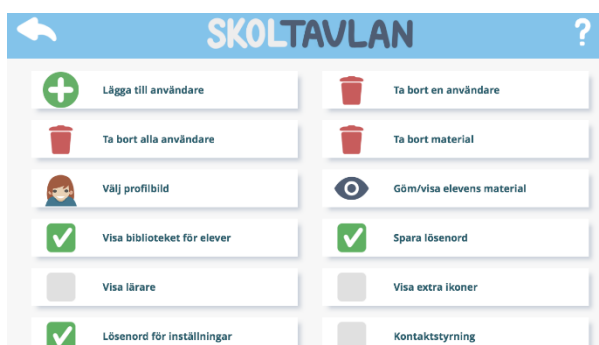 SKOLTAVLAN
?
Lägga till användare
Ta bort en användare
Ta bort alla användare
Ta bort material
Välj profilbild
Göm/visa elevens material
Visa biblioteket för elever
Spara lösenord
Visa lärare
Visa extra ikoner
Lösenord för inställningar
Kontaktstyrning